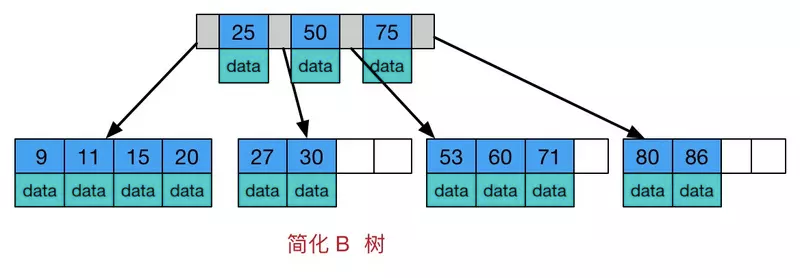 25 50 75
data data data
9 11 15 20 27 30 53 60 71 80 86
data data data data data data data data data data data
简化 B 树